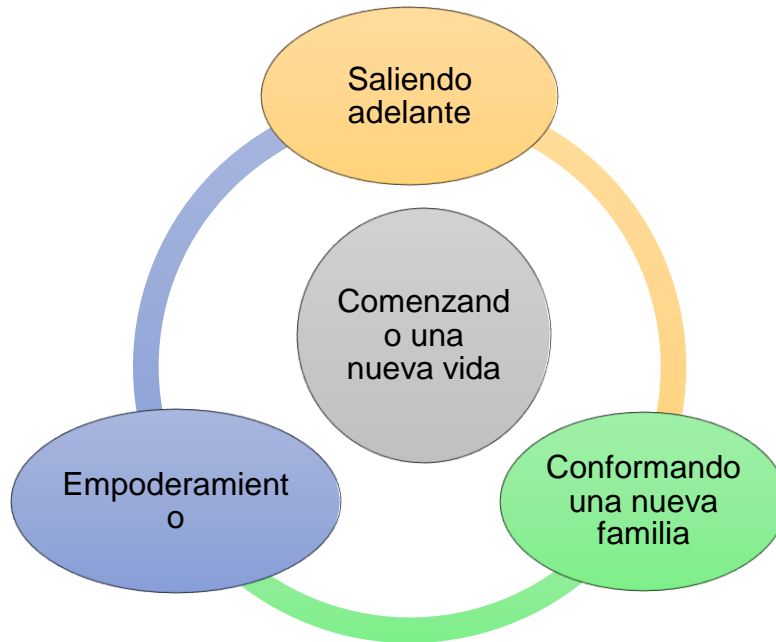 Saliendo
adelante
Comenzand
o una
nueva vida
Empoderamient
o
Conformando
una nueva
familia